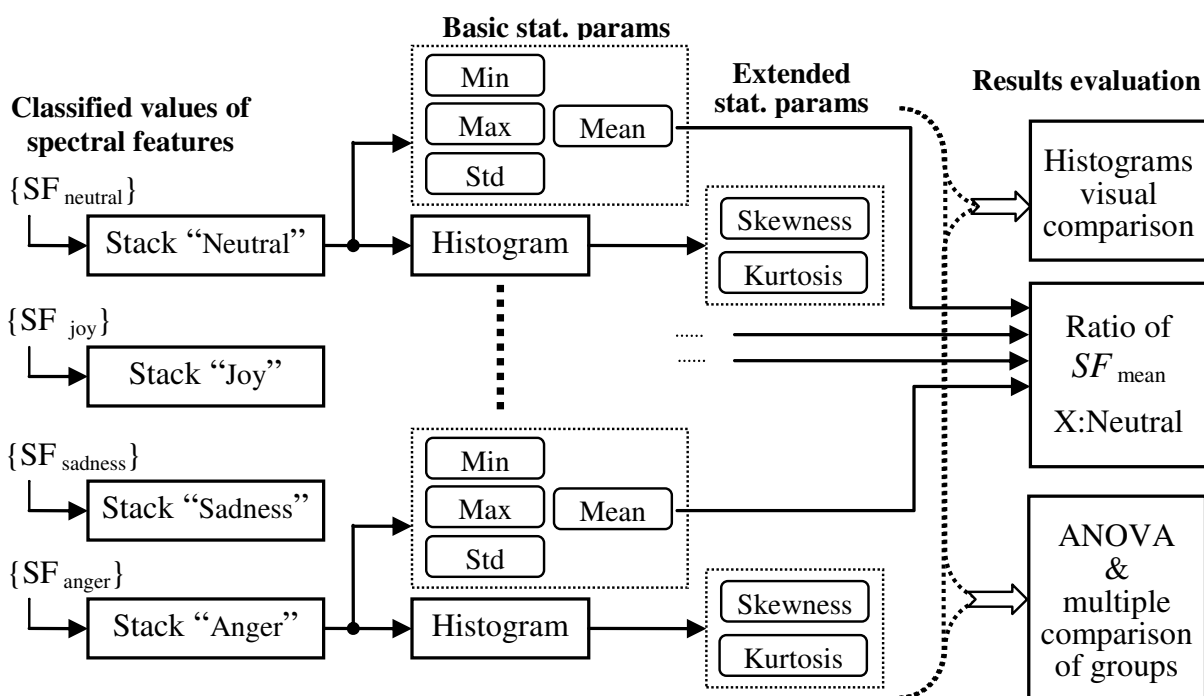 Basic stat. params
Extended
stat. params
Results evaluation
Classified values of
spectral features
{SF neutral}
Stack “Neutral”
Min
Max
Mean
Std
Histogram
Skewness
Kurtosis
Histograms
visual
comparison
{SF joy}
Stack “Joy”
......
......
Ratio of
SF mean
X:Neutral
{SF sadness}
Stack “Sadness”
{SF anger}
Stack “Anger”
Min
Max
Mean
Std
Histogram
Skewness
Kurtosis
ANOVA
&
multiple
comparison
of groups